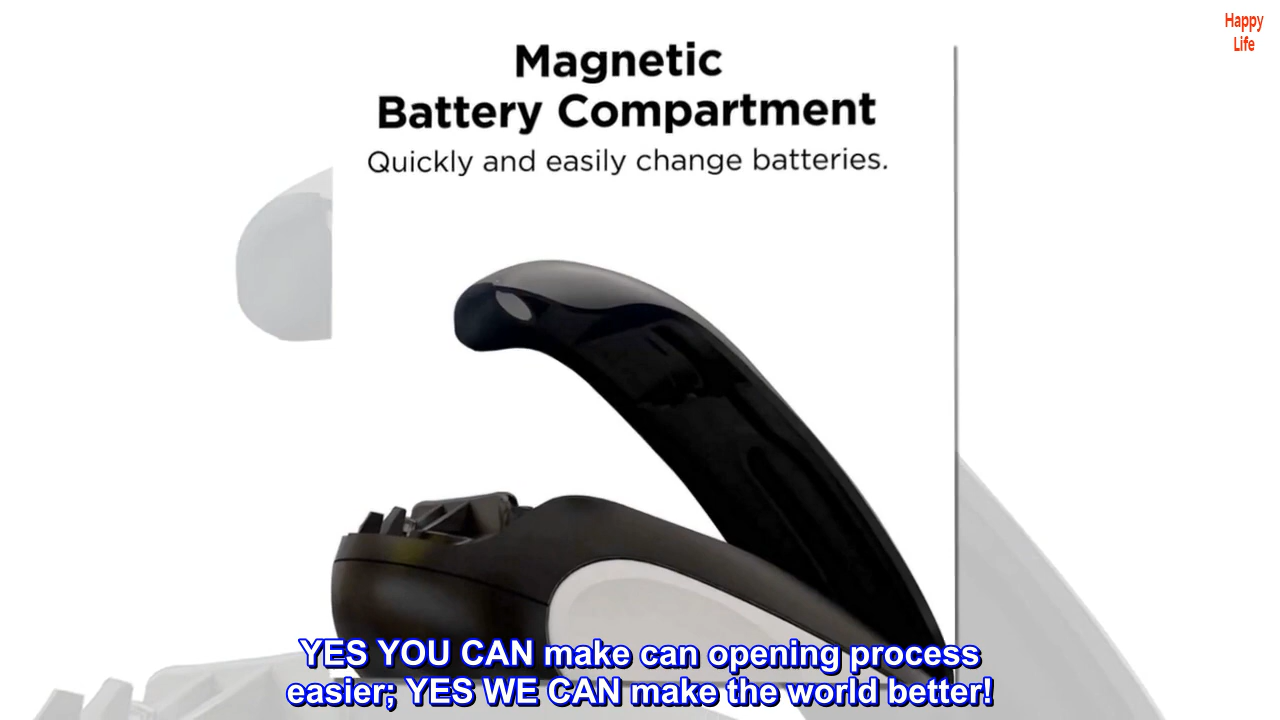 Happy
Life
Magnetic
Battery Compartment
Quickly and easily change batteries.
YES YOU CAN make can opening process
easier; YES WE CAN make the world better!